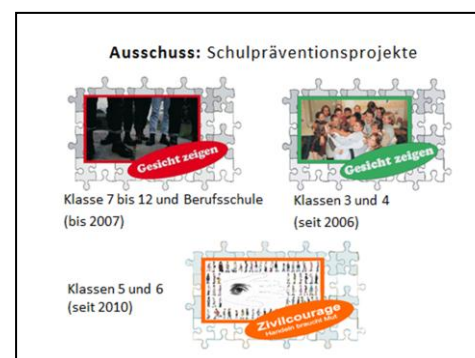 Ausschuss: Schulpräventionsprojekte
Gesicht zeigen
Gesicht zeigen
Klasse 7 bis 12 und Berufsschule
(bis 2007)
Klassen 3 und 4
(seit 2006)
Klassen 5 und 6
(seit 2010)
Zivilcourage
Handeln braucht Mut